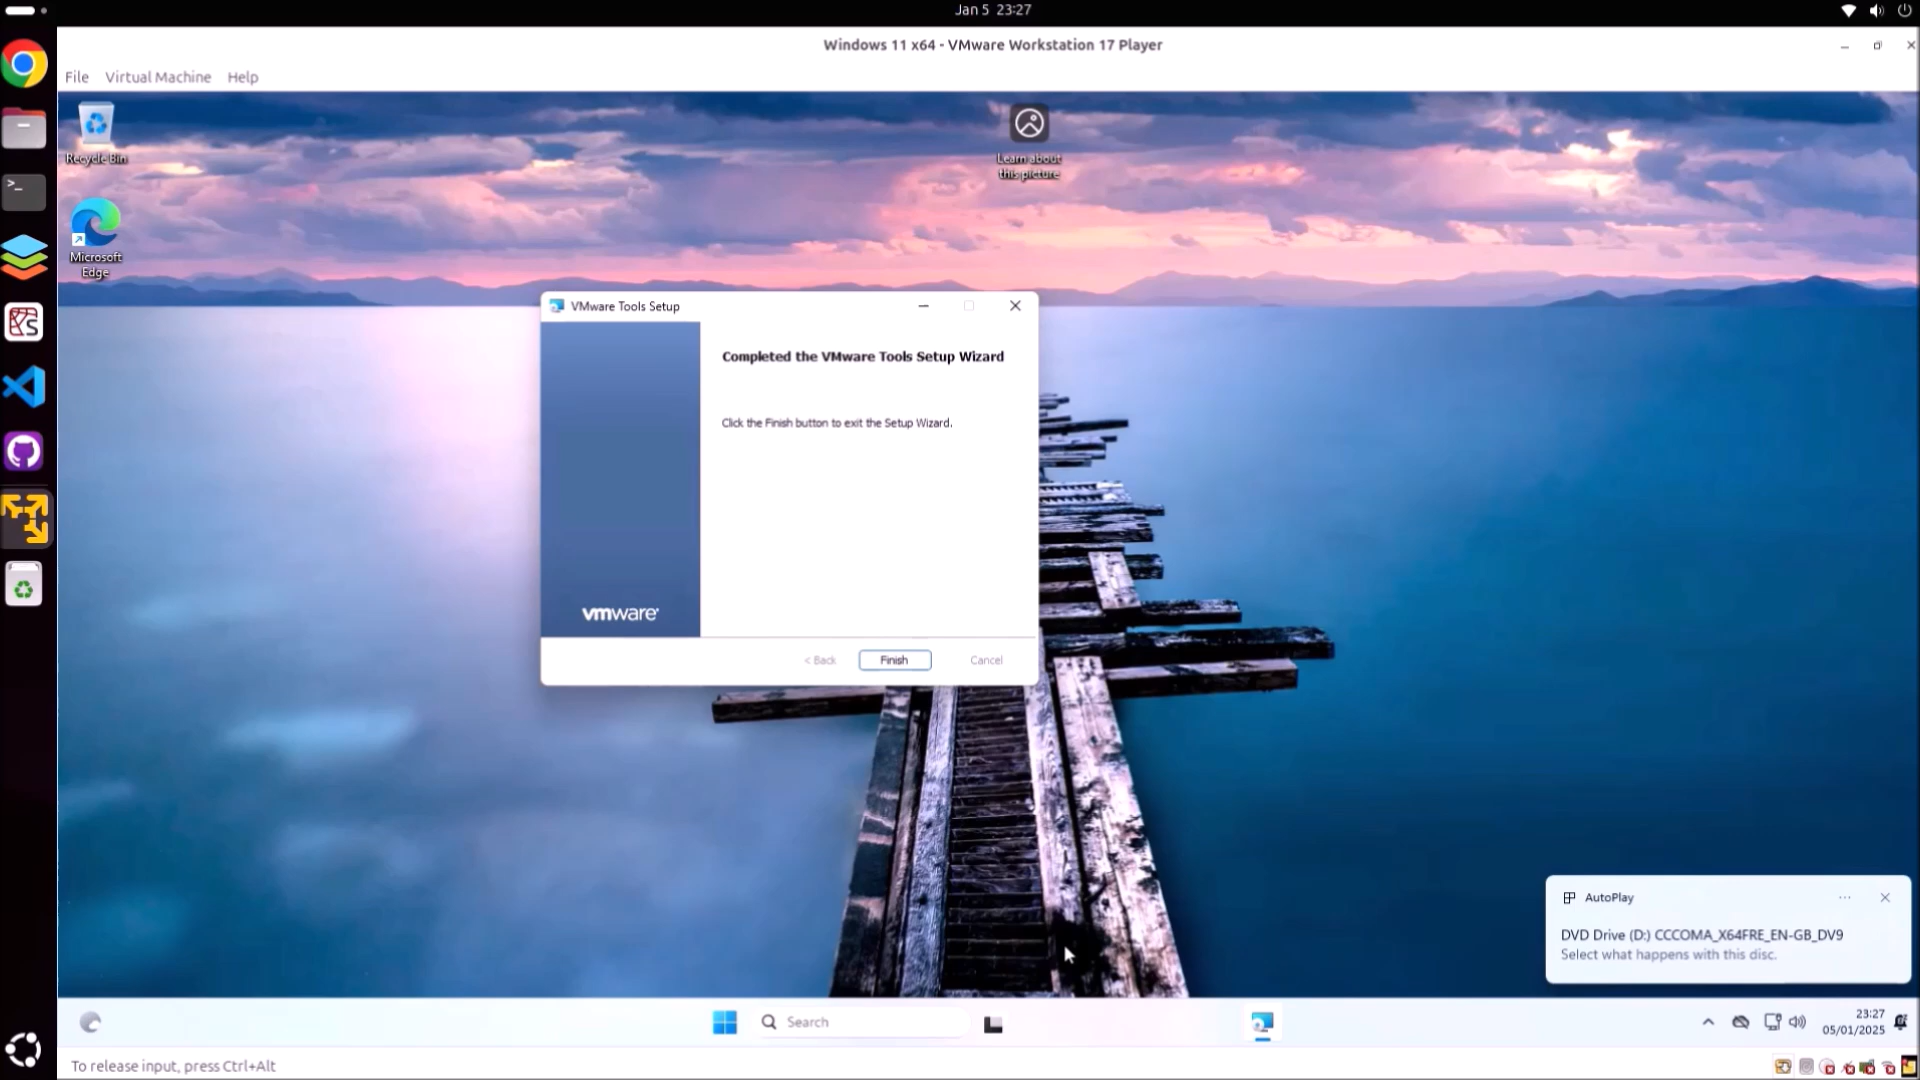 Jan 5 23:27
Windows 11 x64 - VMware Workstation 17 Player
File Virtual Machine Help
Recycle Bin
Learn about
this picture
Microsoft
Edge
VMware Tools Setup
Completed the VMware Tools Setup Wizard
Click the Finish button to exit the Setup Wizard.
vmware
< Back Finish Cancel
AutoPlay
DVD Drive (D:) CCCOMA_X64FRE_EN-GB_DV9
Select what happens with this disc.
Search
23:27
05/01/2025
To release input, press Ctrl+Alt